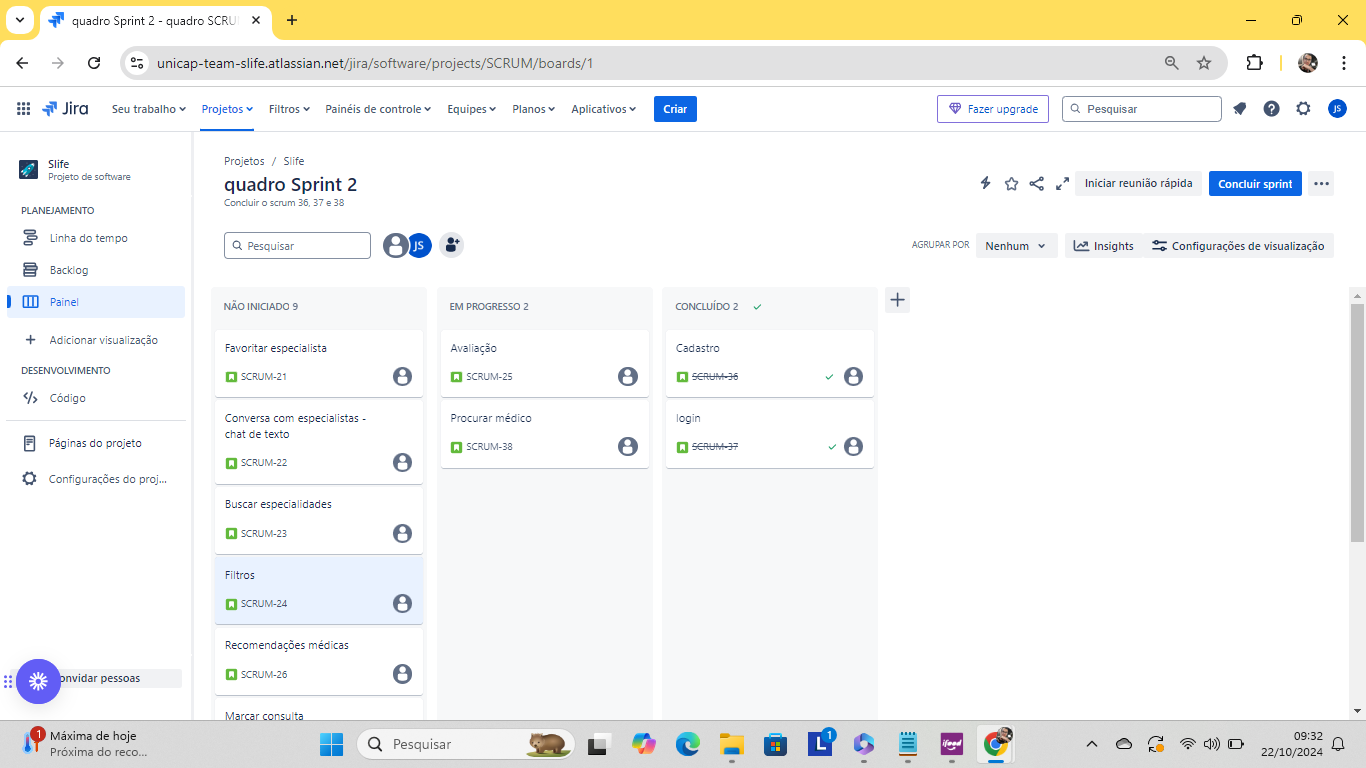 quadro Sprint 2 - quadro SCRU
unicap-team-slife.atlassian.net/jira/software/projects/SCRUM/boards/1
Jira
Seu trabalho
Projetos
Filtros
Painéis de controle
Equipes
Planos
Aplicativos
Criar
Fazer upgrade
Pesquisar
JS
Slife
Projeto de software
PLANEJAMENTO
Linha do tempo
Backlog
Painel
Adicionar visualização
DESENVOLVIMENTO
Código
Páginas do projeto
Configurações do proj...
onvidar pessoas
Projetos / Slife
quadro Sprint 2
Concluir o scrum 36, 37 e 38
Iniciar reunião rápida
Concluir sprint
Pesquisar
JS
AGRUPAR POR
Nenhum
Insights
Configurações de visualização
NÃO INICIADO 9
Favoritar especialista
SCRUM-21
Conversa com especialistas -
chat de texto
SCRUM-22
Buscar especialidades
SCRUM-23
Filtros
SCRUM-24
Recomendações médicas
SCRUM-26
Marcar consulta
EM PROGRESSO 2
Avaliação
SCRUM-25
Procurar médico
SCRUM-38
CONCLUÍDO 2
Cadastro
SCRUM-36
login
SCRUM-37
1
Máxima de hoje
Próxima do reco...
Pesquisar
L
1
ifood
09:32
22/10/2024